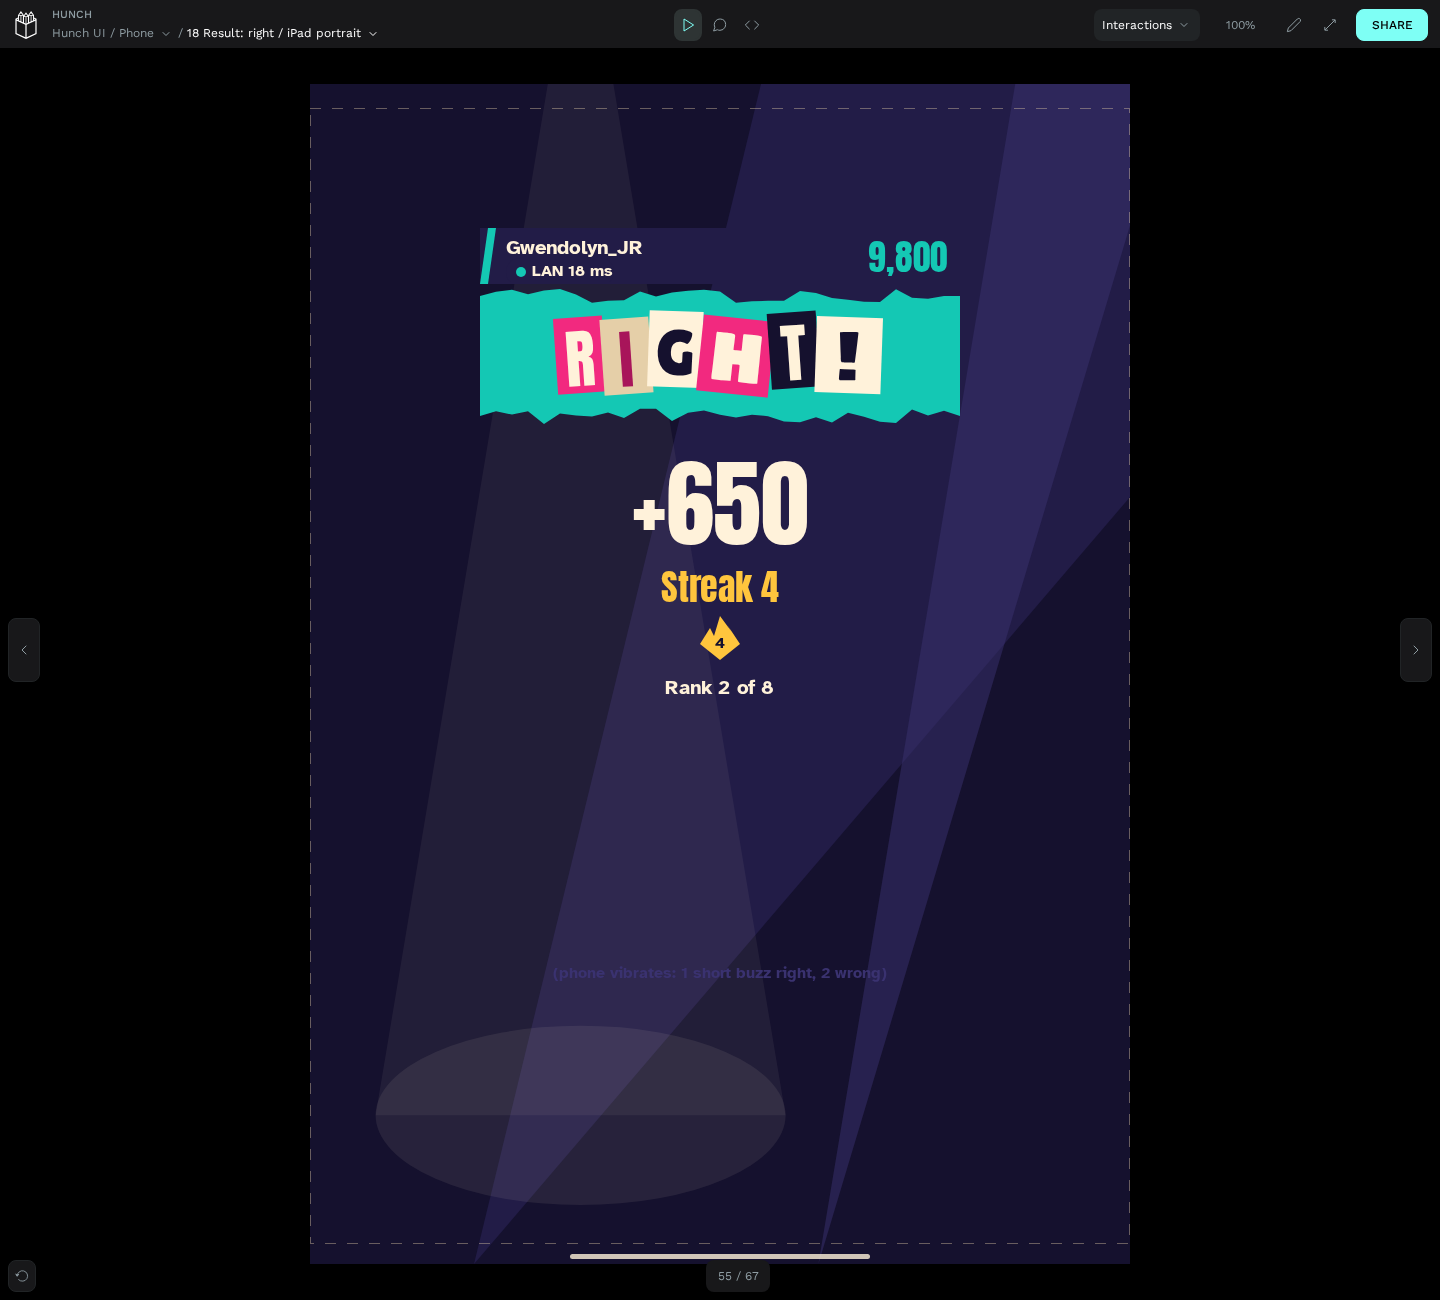 HUNCH
Hunch UI / Phone / 18 Result: right / iPad portrait
Interactions
100%
SHARE
Gwendolyn_JR
9,800
LAN 18 ms
RIGHT!
+650
Streak 4
4
Rank 2 of 8
(phone vibrates: 1 short buzz right, 2 wrong)
55 / 67